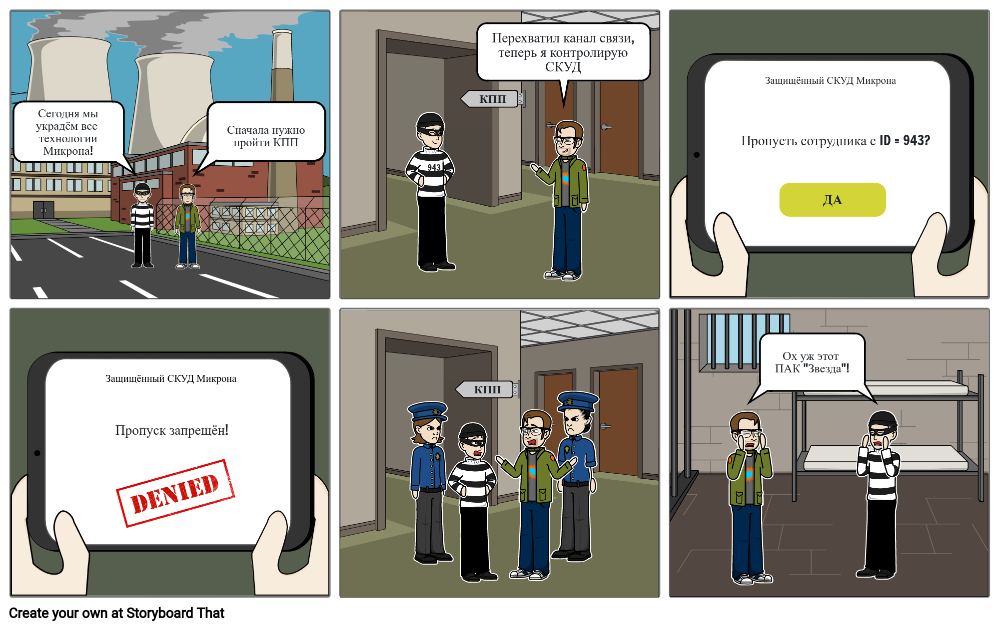 Сегодня мы
украдём все
технологии
Микрона!
Сначала нужно
пройти КПП
Перехватил канал связи,
теперь я контролирую
СКУД
КПП
943
Защищённый СКУД Микрона
Пропусть сотрудника с ID = 943?
ДА
Защищённый СКУД Микрона
Пропуск запрещён!
DENIED
КПП
Ох уж этот
ПАК "Звезда"!
Create your own at Storyboard That